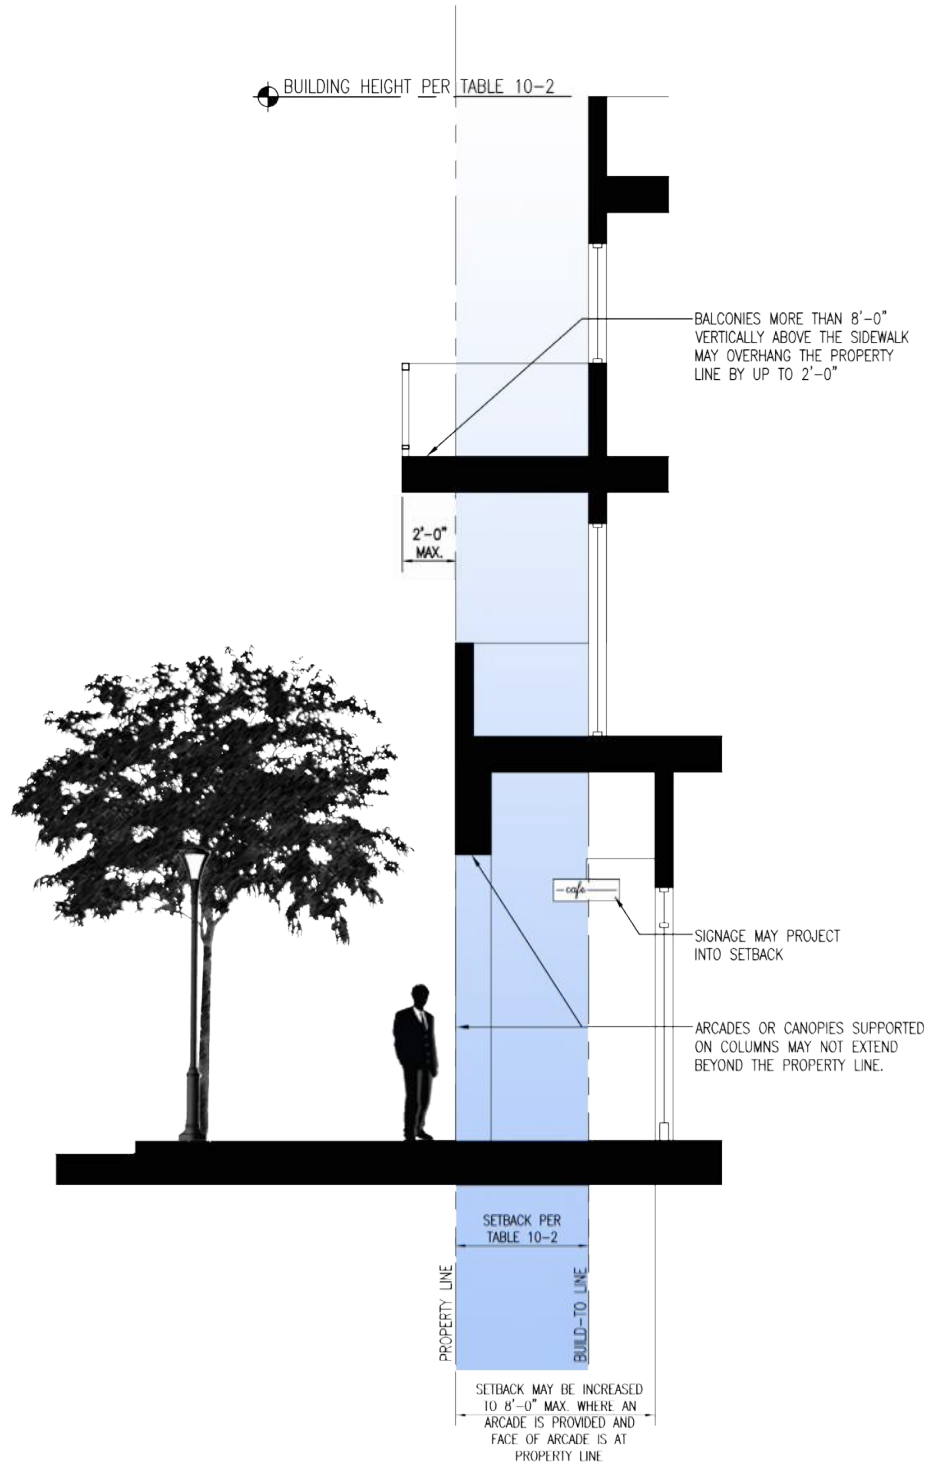 BUILDING HEIGHT PER TABLE 10-2
BALCONIES MORE THAN 8'-0"
VERTICALLY ABOVE THE SIDEWALK
MAY OVERHANG THE PROPERTY
LINE BY UP TO 2'-0"
2'-0"
MAX.
cafe
SIGNAGE MAY PROJECT
INTO SETBACK
ARCADES OR CANOPIES SUPPORTED
ON COLUMNS MAY NOT EXTEND
BEYOND THE PROPERTY LINE.
SETBACK PER
TABLE 10-2
PROPERTY LINE
BUILD-TO LINE
SETBACK MAY BE INCREASED
TO 8'-0" MAX. WHERE AN
ARCADE IS PROVIDED AND
FACE OF ARCADE IS AT
PROPERTY LINE